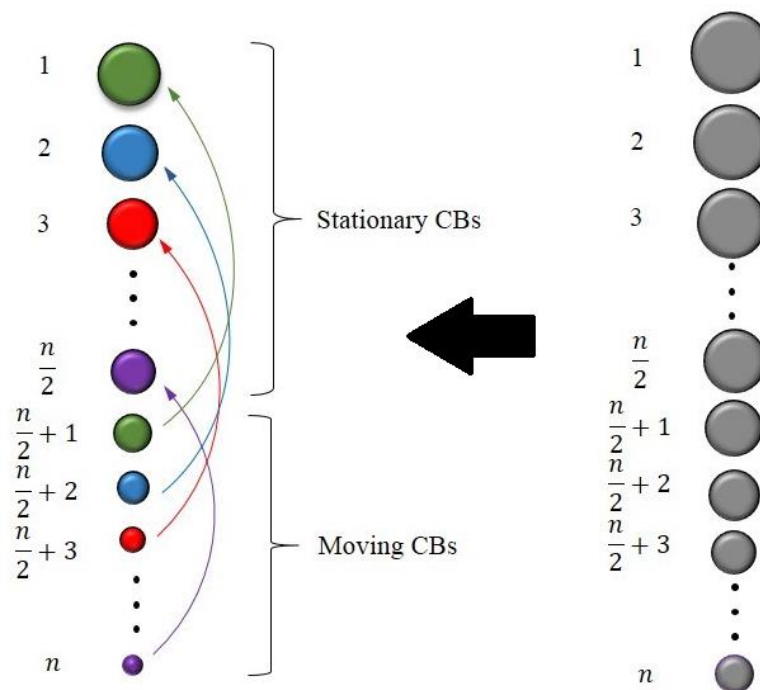 1
2
3
Stationary CBs
n/2
n/2 + 1
n/2 + 2
n/2 + 3
Moving CBs
n
1
2
3
n/2
n/2 + 1
n/2 + 2
n/2 + 3
n